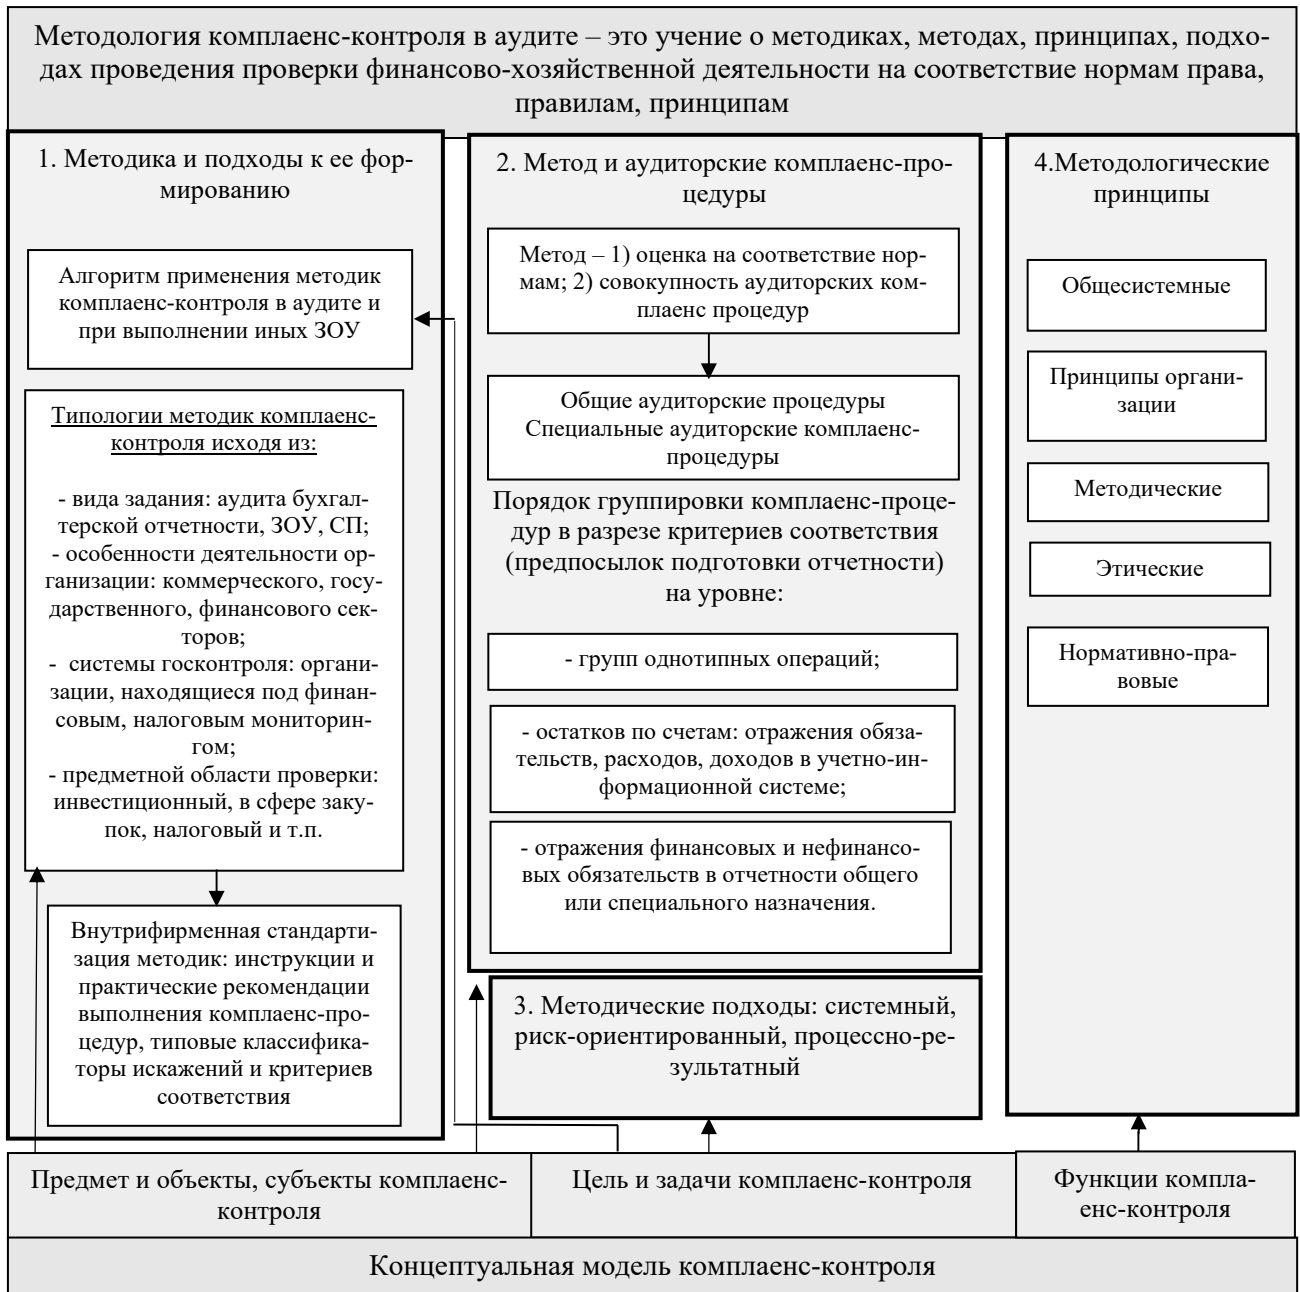 Методология комплаенс-контроля в аудите – это учение о методиках, методах, принципах, подхо-
дах проведения проверки финансово-хозяйственной деятельности на соответствие нормам права,
правилам, принципам
1. Методика и подходы к ее фор-
мированию
Алгоритм применения методик
комплаенс-контроля в аудите и
при выполнении иных ЗОУ
Типологии методик комплаенс-
контроля исходя из:
- вида задания: аудита бухгал-
терской отчетности, ЗОУ, СП;
- особенности деятельности ор-
ганизации: коммерческого, госу-
дарственного, финансового сек-
торов;
- системы госконтроля: органи-
зации, находящиеся под финан-
совым, налоговым мониторин-
гом;
- предметной области проверки:
инвестиционный, в сфере заку-
пок, налоговый и т.п.
Внутрифирменная стандарти-
зация методик: инструкции и
практические рекомендации
выполнения комплаенс-про-
цедур, типовые классифика-
торы искажений и критериев
соответствия
2. Метод и аудиторские комплаенс-про-
цедуры
Метод – 1) оценка на соответствие нор-
мам; 2) совокупность аудиторских ком-
плаенс процедур
Общие аудиторские процедуры
Специальные аудиторские комплаенс-
процедуры
Порядок группировки комплаенс-проце-
дур в разрезе критериев соответствия
(предпосылок подготовки отчетности)
на уровне:
- групп однотипных операций;
- остатков по счетам: отражения обяза-
тельств, расходов, доходов в учетно-ин-
формационной системе;
- отражения финансовых и нефинансо-
вых обязательств в отчетности общего
или специального назначения.
3. Методические подходы: системный,
риск-ориентированный, процессно-ре-
зультатный
4.Методологические
принципы
Общесистемные
Принципы органи-
зации
Методические
Этические
Нормативно-пра-
вовые
Предмет и объекты, субъекты комплаенс-
контроля
Цель и задачи комплаенс-контроля
Функции компла-
енс-контроля
Концептуальная модель комплаенс-контроля